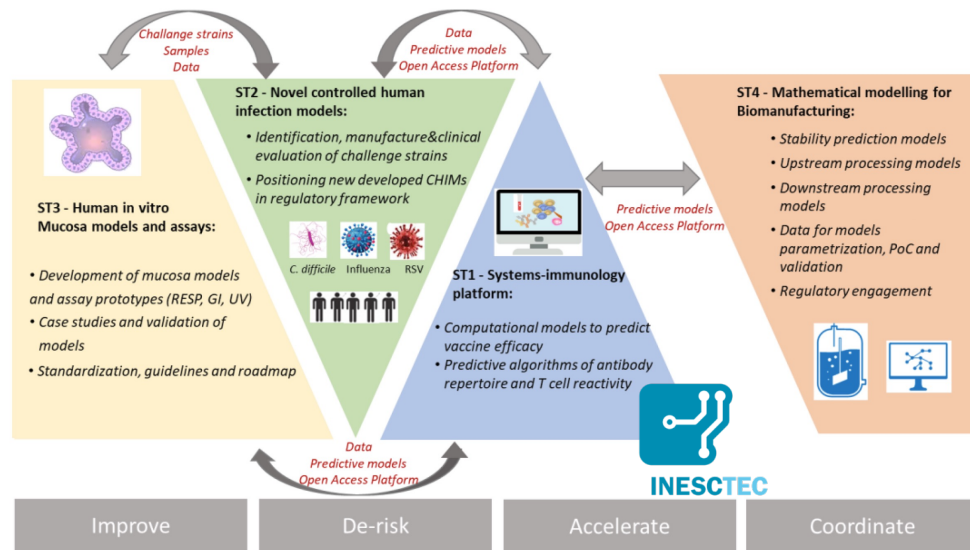 Challange strains
Samples
Data
Data
Predictive models
Open Access Platform
ST3 - Human in vitro
Mucosa models and assays:
• Development of mucosa models
and assay prototypes (RESP, GI, UV)
• Case studies and validation of
models
• Standardization, guidelines and roadmap
ST2 - Novel controlled human
infection models:
• Identification, manufacture&clinical
evaluation of challenge strains
• Positioning new developed CHIMs
in regulatory framework
C. difficile Influenza RSV
ST1 - Systems-immunology
platform:
• Computational models to predict
vaccine efficacy
• Predictive algorithms of antibody
repertoire and T cell reactivity
Predictive models
Open Access Platform
ST4 - Mathematical modelling for
Biomanufacturing:
• Stability prediction models
• Upstream processing models
• Downstream processing
models
• Data for models
parametrization, PoC and
validation
• Regulatory engagement
Data
Predictive models
Open Access Platform
INESCTEC
Improve
De-risk
Accelerate
Coordinate